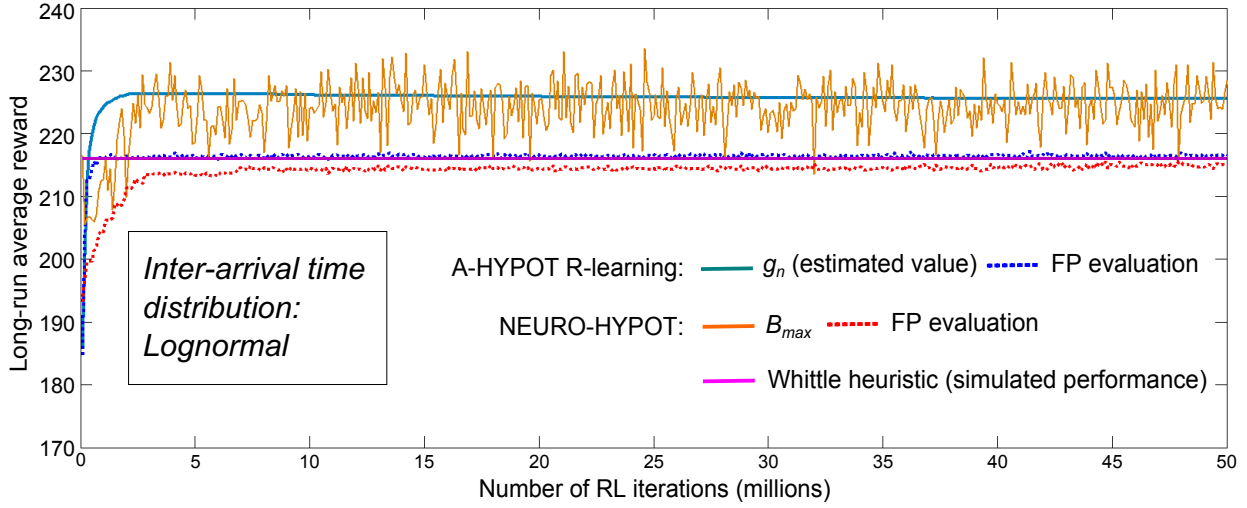 240
230
220
210
200
190
180
170
Long-run average reward
Inter-arrival time
distribution:
Lognormal
A-HYPOT R-learning: gn (estimated value) FP evaluation
NEURO-HYPOT: Bmax FP evaluation
Whittle heuristic (simulated performance)
0 5 10 15 20 25 30 35 40 45 50
Number of RL iterations (millions)